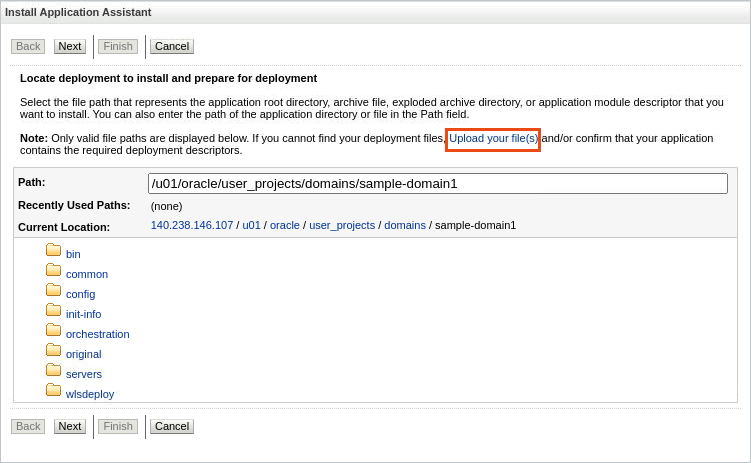 Install Application Assistant
Back Next Finish Cancel
Locate deployment to install and prepare for deployment
Select the file path that represents the application root directory, archive file, exploded archive directory, or application module descriptor that you
want to install. You can also enter the path of the application directory or file in the Path field.
Note: Only valid file paths are displayed below. If you cannot find your deployment files, Upload your file(s) and/or confirm that your application
contains the required deployment descriptors.
Path: /u01/oracle/user_projects/domains/sample-domain1
Recently Used Paths: (none)
Current Location: 140.238.146.107 / u01 / oracle / user_projects / domains / sample-domain1
bin
common
config
init-info
orchestration
original
servers
wlsdeploy
Back Next Finish Cancel